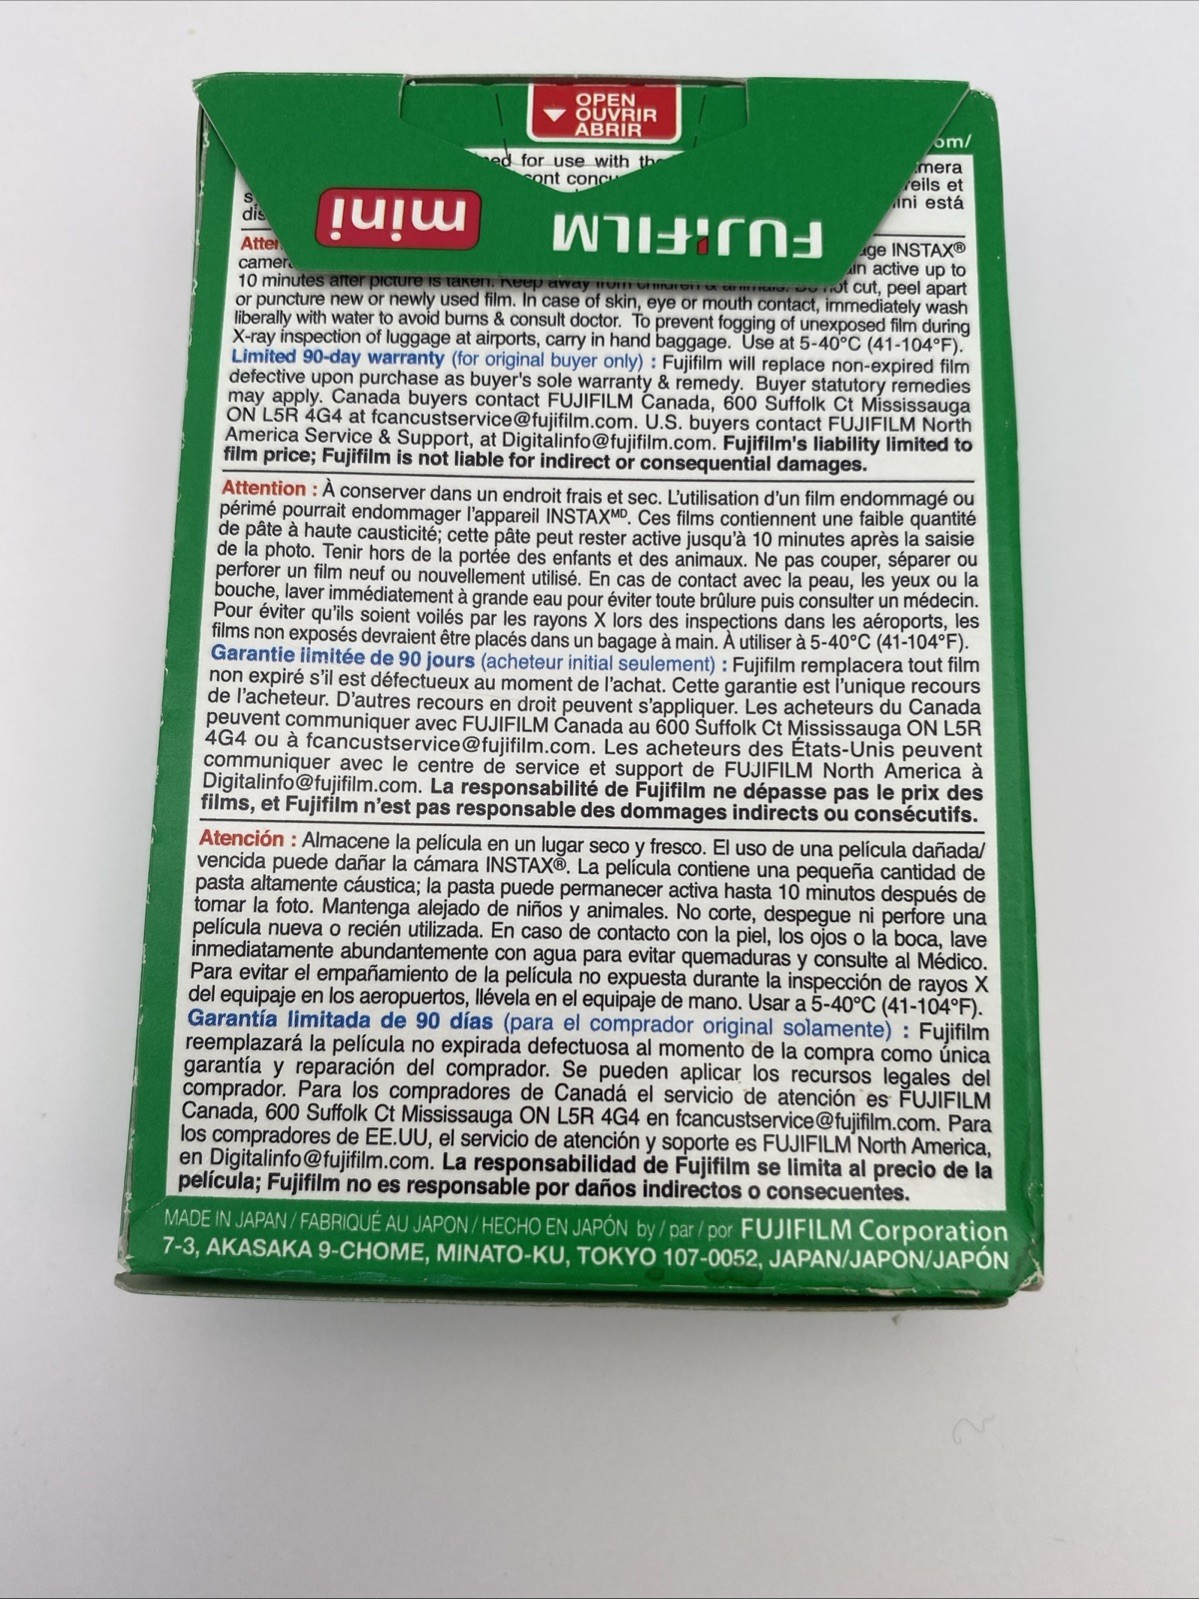 OPEN
OUVRIR
ABRIR
om/
for use with the
mera
sont
reils et
ini está
mini FUJIFILM
INSTAX®
in active up to
10 minutes after picture is taken. Keep away from children & animals. Do not cut, peel apart
or puncture new or newly used film. In case of skin, eye or mouth contact, immediately wash
liberally with water to avoid burns & consult doctor. To prevent fogging of unexposed film during
X-ray inspection of luggage at airports, carry in hand baggage. Use at 5-40°C (41-104°F).
Limited 90-day warranty (for original buyer only) : Fujifilm will replace non-expired film
defective upon purchase as buyer's sole warranty & remedy. Buyer statutory remedies
may apply. Canada buyers contact FUJIFILM Canada, 600 Suffolk Ct Mississauga
ON L5R 4G4 at fcancustservice@fujifilm.com. U.S. buyers contact FUJIFILM North
America Service & Support, at Digitalinfo@fujifilm.com. Fujifilm's liability limited to
film price; Fujifilm is not liable for indirect or consequential damages.
Attention : À conserver dans un endroit frais et sec. L'utilisation d'un film endommagé ou
périmé pourrait endommager l'appareil INSTAXᴹᴰ. Ces films contiennent une faible quantité
de pâte à haute causticité; cette pâte peut rester active jusqu'à 10 minutes après la saisie
de la photo. Tenir hors de la portée des enfants et des animaux. Ne pas couper, séparer ou
perforer un film neuf ou nouvellement utilisé. En cas de contact avec la peau, les yeux ou la
bouche, laver immédiatement à grande eau pour éviter toute brûlure puis consulter un médecin.
Pour éviter qu'ils soient voilés par les rayons X lors des inspections dans les aéroports, les
films non exposés devraient être placés dans un bagage à main. À utiliser à 5-40°C (41-104°F).
Garantie limitée de 90 jours (acheteur initial seulement) : Fujifilm remplacera tout film
non expiré s'il est défectueux au moment de l'achat. Cette garantie est l'unique recours
de l'acheteur. D'autres recours en droit peuvent s'appliquer. Les acheteurs du Canada
peuvent communiquer avec FUJIFILM Canada au 600 Suffolk Ct Mississauga ON L5R
4G4 ou à fcancustservice@fujifilm.com. Les acheteurs des États-Unis peuvent
communiquer avec le centre de service et support de FUJIFILM North America à
Digitalinfo@fujifilm.com. La responsabilité de Fujifilm ne dépasse pas le prix des
films, et Fujifilm n'est pas responsable des dommages indirects ou consécutifs.
Atención : Almacene la película en un lugar seco y fresco. El uso de una película dañada/
vencida puede dañar la cámara INSTAX®. La película contiene una pequeña cantidad de
pasta altamente cáustica; la pasta puede permanecer activa hasta 10 minutos después de
tomar la foto. Mantenga alejado de niños y animales. No corte, despegue ni perfore una
película nueva o recién utilizada. En caso de contacto con la piel, los ojos o la boca, lave
inmediatamente abundantemente con agua para evitar quemaduras y consulte al Médico.
Para evitar el empañamiento de la película no expuesta durante la inspección de rayos X
del equipaje en los aeropuertos, llévela en el equipaje de mano. Usar a 5-40°C (41-104°F).
Garantía limitada de 90 días (para el comprador original solamente) : Fujifilm
reemplazará la película no expirada defectuosa al momento de la compra como única
garantía y reparación del comprador. Se pueden aplicar los recursos legales del
comprador. Para los compradores de Canadá el servicio de atención es FUJIFILM
Canada, 600 Suffolk Ct Mississauga ON L5R 4G4 en fcancustservice@fujifilm.com. Para
los compradores de EE.UU, el servicio de atención y soporte es FUJIFILM North America,
en Digitalinfo@fujifilm.com. La responsabilidad de Fujifilm se limita al precio de la
película; Fujifilm no es responsable por daños indirectos o consecuentes.
MADE IN JAPAN / FABRIQUÉ AU JAPON / HECHO EN JAPÓN by / par / por FUJIFILM Corporation
7-3, AKASAKA 9-CHOME, MINATO-KU, TOKYO 107-0052, JAPAN/JAPON/JAPÓN